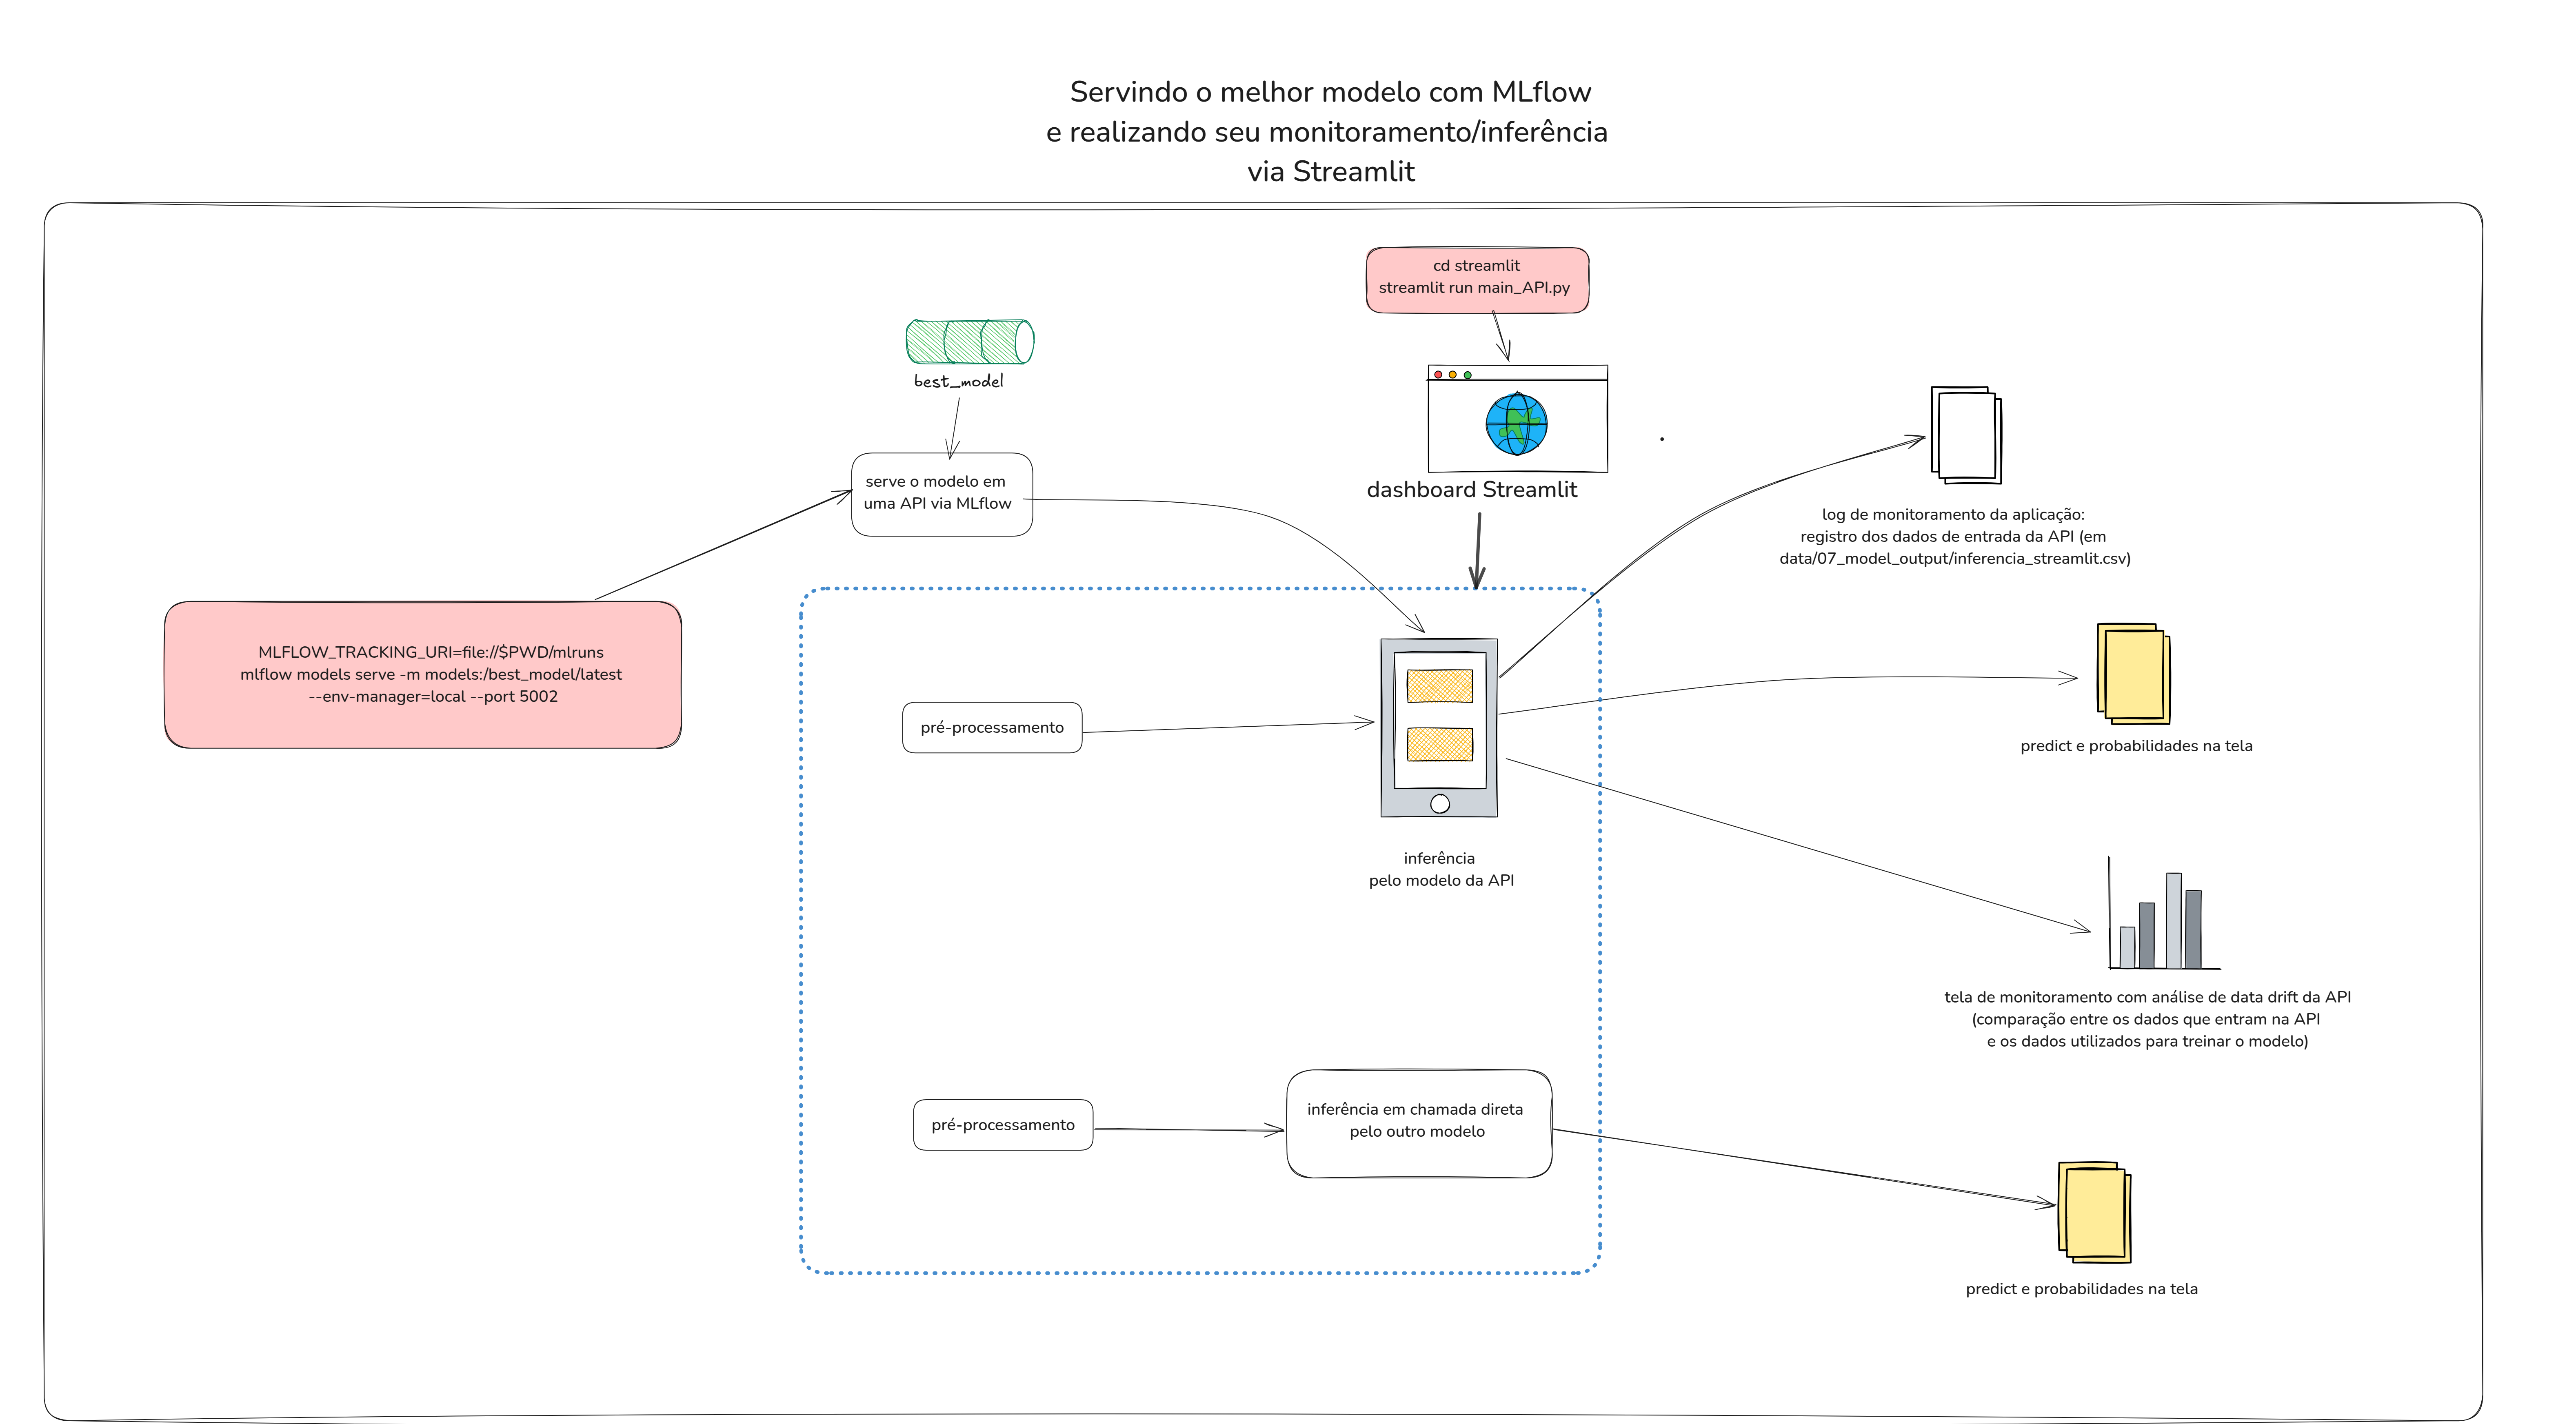 Servindo o melhor modelo com MLflow
e realizando seu monitoramento/inferência
via Streamlit
cd streamlit
streamlit run main_API.py
best_model
serve o modelo em
uma API via MLflow
dashboard Streamlit
log de monitoramento da aplicação:
registro dos dados de entrada da API (em
data/07_model_output/inferencia_streamlit.csv)
MLFLOW_TRACKING_URI=file://$PWD/mlruns
mlflow models serve -m models:/best_model/latest
--env-manager=local --port 5002
pré-processamento
predict e probabilidades na tela
inferência
pelo modelo da API
tela de monitoramento com análise de data drift da API
(comparação entre os dados que entram na API
e os dados utilizados para treinar o modelo)
pré-processamento
inferência em chamada direta
pelo outro modelo
predict e probabilidades na tela